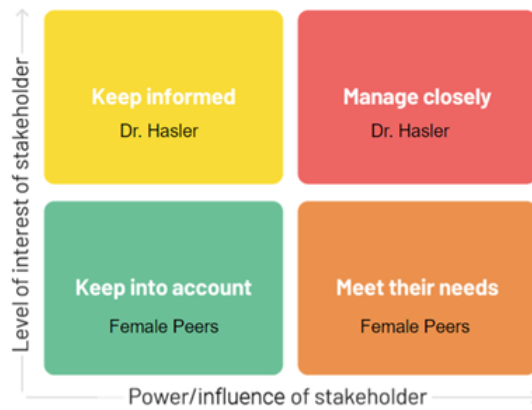 Level of interest of stakeholder
Keep informed
Dr. Hasler
Manage closely
Dr. Hasler
Keep into account
Female Peers
Meet their needs
Female Peers
Power/influence of stakeholder